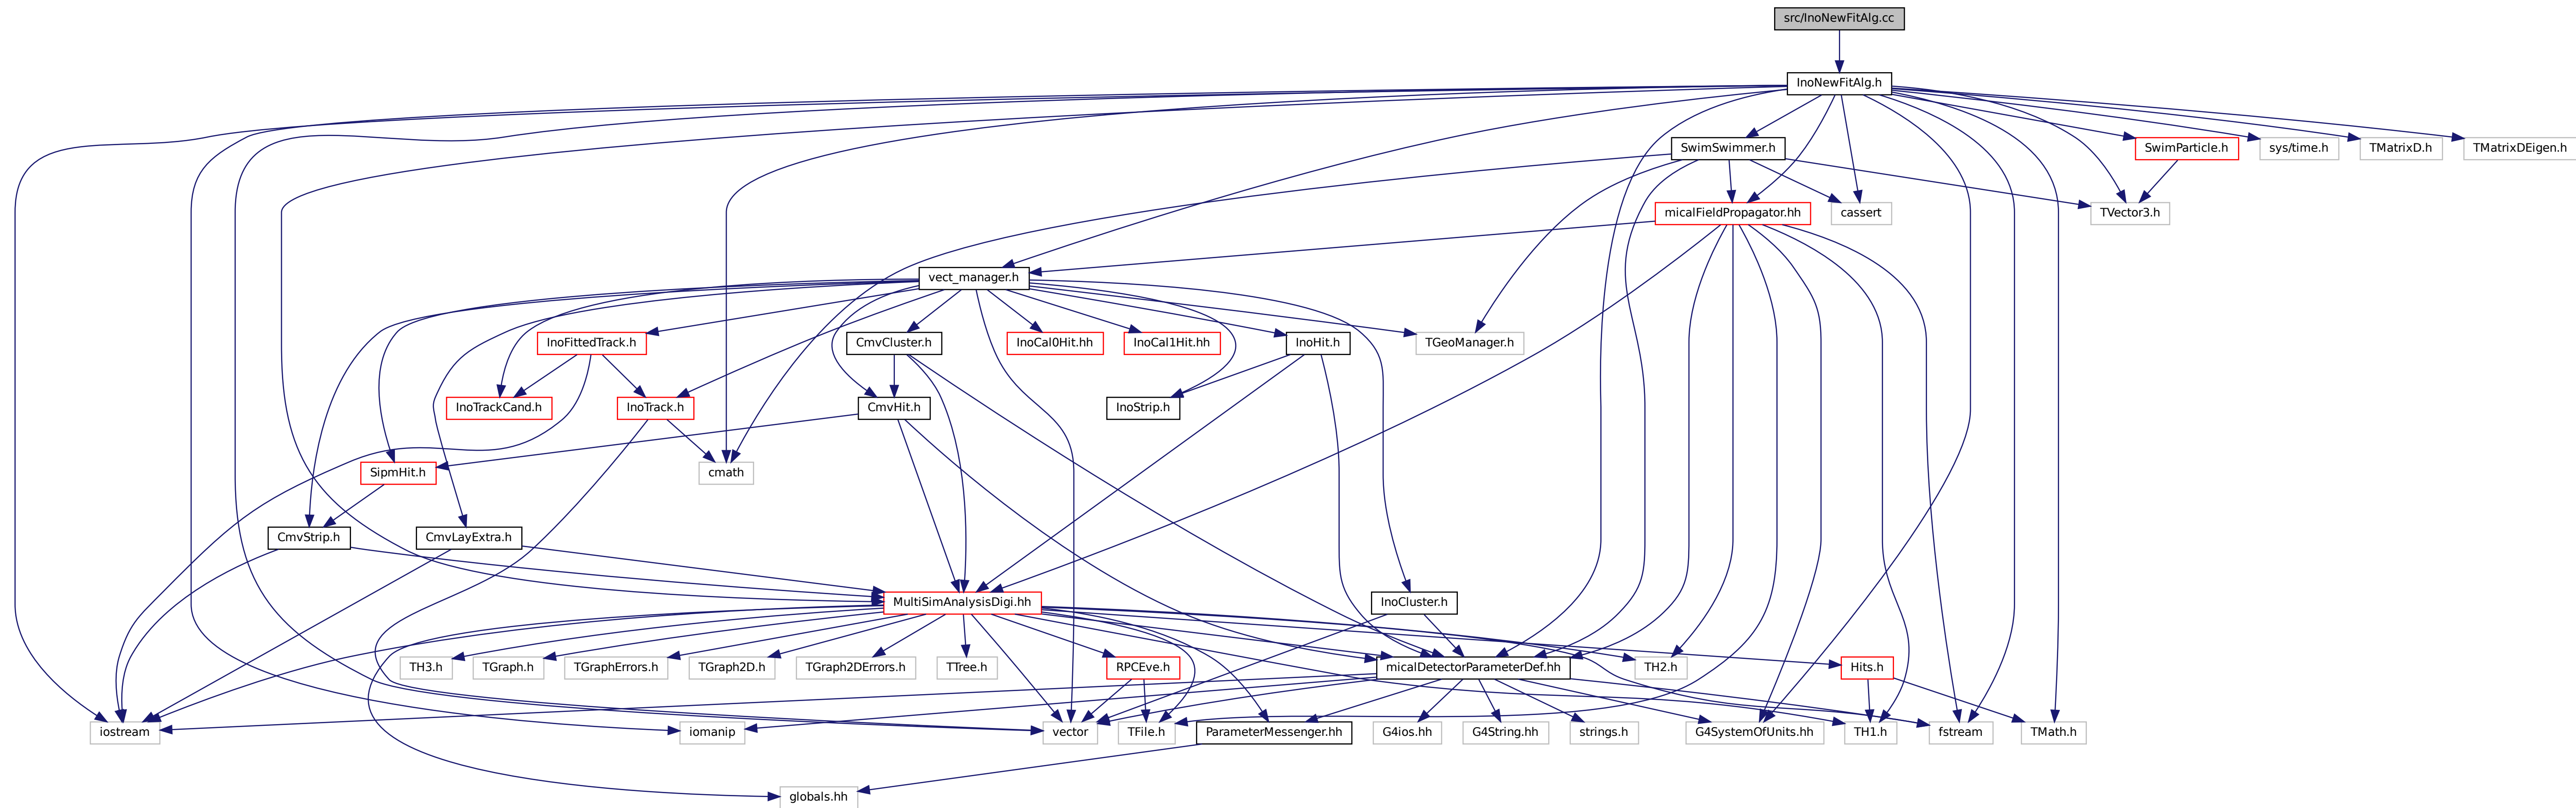 src/InoNewFitAlg.cc
InoNewFitAlg.h
SwimSwimmer.h
SwimParticle.h
sys/time.h
TMatrixD.h
TMatrixDEigen.h
micalFieldPropagator.hh
cassert
TVector3.h
vect_manager.h
InoFittedTrack.h
CmvCluster.h
InoCal0Hit.hh
InoCal1Hit.hh
InoHit.h
TGeoManager.h
InoTrackCand.h
InoTrack.h
CmvHit.h
InoStrip.h
SipmHit.h
cmath
CmvStrip.h
CmvLayExtra.h
MultiSimAnalysisDigi.hh
InoCluster.h
TH3.h
TGraph.h
TGraphErrors.h
TGraph2D.h
TGraph2DErrors.h
TTree.h
RPCEve.h
micalDetectorParameterDef.hh
TH2.h
Hits.h
iostream
iomanip
vector
TFile.h
ParameterMessenger.hh
G4ios.hh
G4String.hh
strings.h
G4SystemOfUnits.hh
TH1.h
fstream
TMath.h
globals.hh